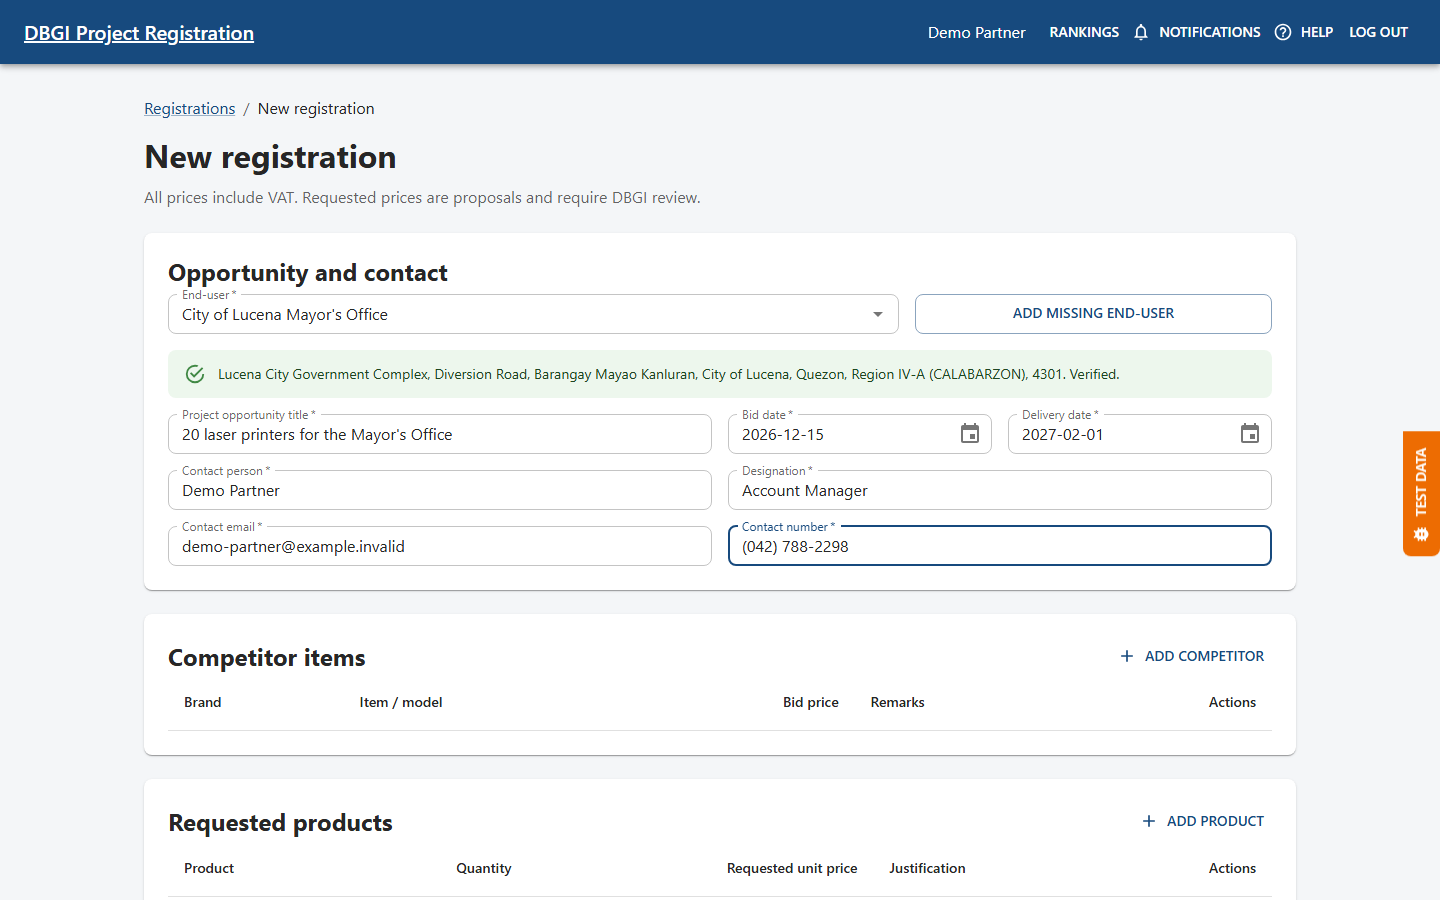 DBGI Project Registration
Demo Partner RANKINGS NOTIFICATIONS HELP LOG OUT
Registrations / New registration
New registration
All prices include VAT. Requested prices are proposals and require DBGI review.
Opportunity and contact
End-user *
City of Lucena Mayor's Office
ADD MISSING END-USER
Lucena City Government Complex, Diversion Road, Barangay Mayao Kanluran, City of Lucena, Quezon, Region IV-A (CALABARZON), 4301. Verified.
Project opportunity title * Bid date * Delivery date *
20 laser printers for the Mayor's Office 2026-12-15 2027-02-01
Contact person * Designation *
Demo Partner Account Manager
Contact email * Contact number *
demo-partner@example.invalid (042) 788-2298
TEST DATA
Competitor items + ADD COMPETITOR
Brand Item / model Bid price Remarks Actions
Requested products + ADD PRODUCT
Product Quantity Requested unit price Justification Actions